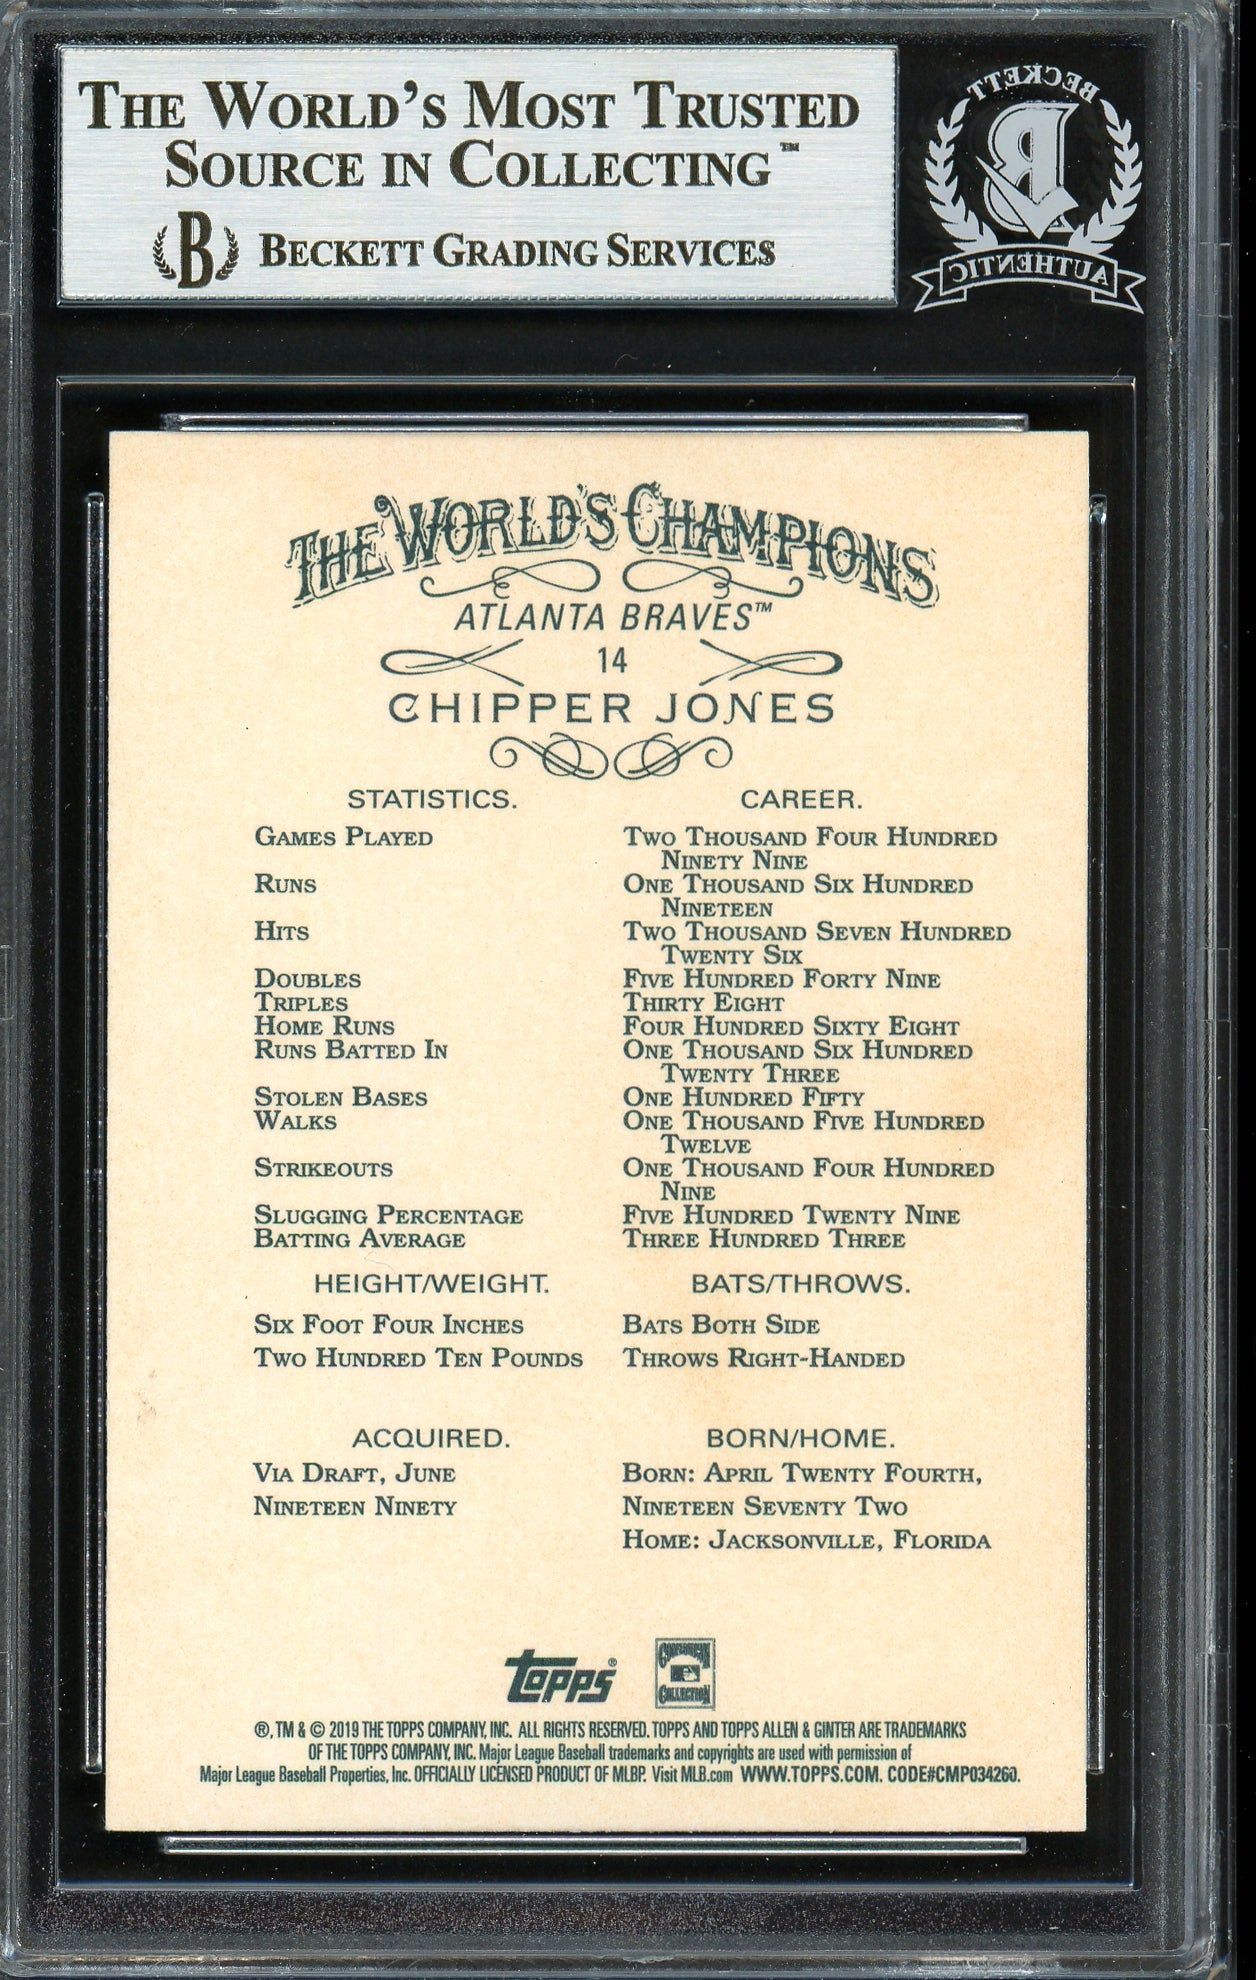 THE WORLD'S MOST TRUSTED
SOURCE IN COLLECTING™
B BECKETT GRADING SERVICES
BECKETT
B
AUTHENTIC
THE WORLD'S CHAMPIONS
ATLANTA BRAVES™
14
CHIPPER JONES
STATISTICS. CAREER.
GAMES PLAYED TWO THOUSAND FOUR HUNDRED
NINETY NINE
RUNS ONE THOUSAND SIX HUNDRED
NINETEEN
HITS TWO THOUSAND SEVEN HUNDRED
TWENTY SIX
DOUBLES FIVE HUNDRED FORTY NINE
TRIPLES THIRTY EIGHT
HOME RUNS FOUR HUNDRED SIXTY EIGHT
RUNS BATTED IN ONE THOUSAND SIX HUNDRED
TWENTY THREE
STOLEN BASES ONE HUNDRED FIFTY
WALKS ONE THOUSAND FIVE HUNDRED
TWELVE
STRIKEOUTS ONE THOUSAND FOUR HUNDRED
NINE
SLUGGING PERCENTAGE FIVE HUNDRED TWENTY NINE
BATTING AVERAGE THREE HUNDRED THREE
HEIGHT/WEIGHT. BATS/THROWS.
SIX FOOT FOUR INCHES BATS BOTH SIDE
TWO HUNDRED TEN POUNDS THROWS RIGHT-HANDED
ACQUIRED. BORN/HOME.
VIA DRAFT, JUNE BORN: APRIL TWENTY FOURTH,
NINETEEN NINETY NINETEEN SEVENTY TWO
HOME: JACKSONVILLE, FLORIDA
TOPPS® COOPERSTOWN COLLECTION
®, TM & © 2019 THE TOPPS COMPANY, INC. ALL RIGHTS RESERVED. TOPPS AND TOPPS ALLEN & GINTER ARE TRADEMARKS
OF THE TOPPS COMPANY, INC. Major League Baseball trademarks and copyrights are used with permission of
Major League Baseball Properties, Inc. OFFICIALLY LICENSED PRODUCT OF MLBP. Visit MLB.com WWW.TOPPS.COM. CODE#CMP034260.